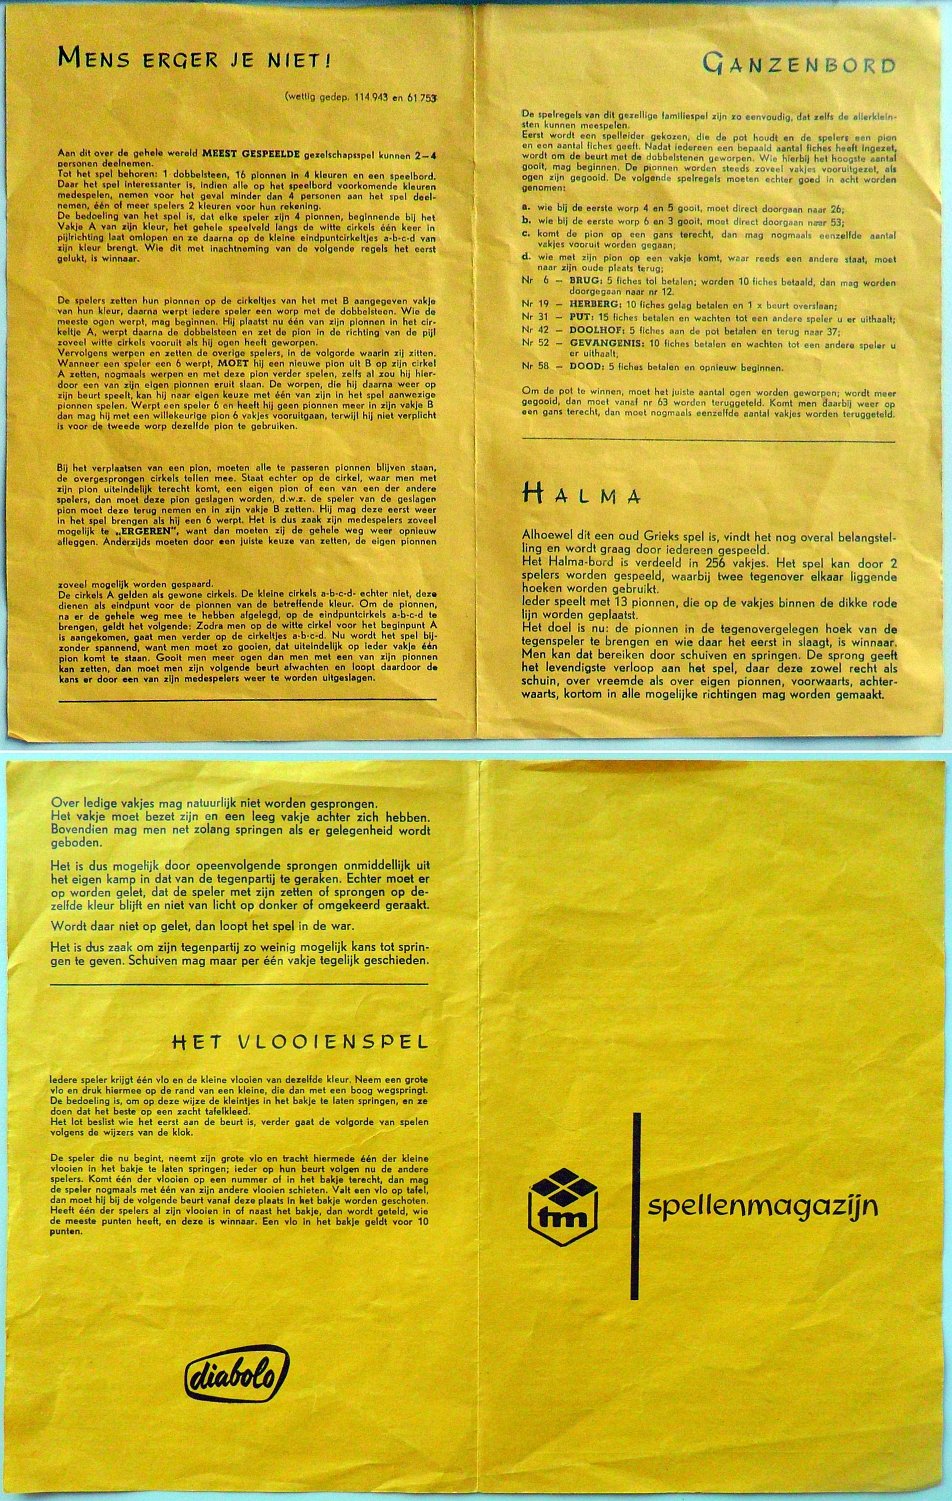 MENS ERGER JE NIET!
(wettig gedep. 114.943 en 61 753
Aan dit over de gehele wereld MEEST GESPEELDE gezelschapsspel kunnen 2–4
personen deelnemen.
Tot het spel behoren: 1 dobbelsteen, 16 pionnen in 4 kleuren en een speelbord.
Daar het spel interessanter is, indien alle op het speelbord voorkomende kleuren
medespelen, nemen voor het geval minder dan 4 personen aan het spel deel-
nemen, één of meer spelers 2 kleuren voor hun rekening.
De bedoeling van het spel is, dat elke speler zijn 4 pionnen, beginnende bij het
Vakje A van zijn kleur, het gehele speelveld langs de witte cirkels één keer in
pijlrichting laat omlopen en ze daarna op de kleine eindpuntcirkeltjes a-b-c-d van
zijn kleur brengt. Wie dit met inachtneming van de volgende regels het eerst
gelukt, is winnaar.
De spelers zetten hun pionnen op de cirkeltjes van het met B aangegeven vakje
van hun kleur, daarna werpt iedere speler een worp met de dobbelsteen. Wie de
meeste ogen werpt, mag beginnen. Hij plaatst nu één van zijn pionnen in het cir-
keltje A, werpt daarna de dobbelsteen en zet de pion in de richting van de pijl
zoveel witte cirkels vooruit als hij ogen heeft geworpen.
Vervolgens werpen en zetten de overige spelers, in de volgorde waarin zij zitten.
Wanneer een speler een 6 werpt, MOET hij een nieuwe pion uit B op zijn cirkel
A zetten, nogmaals werpen en met deze pion verder spelen, zelfs al zou hij hier-
door een van zijn eigen pionnen eruit slaan. De worpen, die hij daarna weer op
zijn beurt speelt, kan hij naar eigen keuze met één van zijn in het spel aanwezige
pionnen spelen. Werpt een speler 6 en heeft hij geen pionnen meer in zijn vakje B
dan mag hij met een willekeurige pion 6 vakjes vooruitgaan, terwijl hij niet verplicht
is voor de tweede worp dezelfde pion te gebruiken.
Bij het verplaatsen van een pion, moeten alle te passeren pionnen blijven staan,
de overgesprongen cirkels tellen mee. Staat echter op de cirkel, waar men met
zijn pion uiteindelijk terecht komt, een eigen pion of een van een der andere
spelers, dan moet deze pion geslagen worden, d.w.z. de speler van de geslagen
pion moet deze terug nemen en in zijn vakje B zetten. Hij mag deze eerst weer
in het spel brengen als hij een 6 werpt. Het is dus zaak zijn medespelers zoveel
mogelijk te „ERGEREN”, want dan moeten zij de gehele weg weer opnieuw
afleggen. Anderzijds moeten door een juiste keuze van zetten, de eigen pionnen
zoveel mogelijk worden gespaard.
De cirkels A gelden als gewone cirkels. De kleine cirkels a-b-c-d- echter niet, deze
dienen als eindpunt voor de pionnen van de betreffende kleur. Om de pionnen,
na er de gehele weg mee te hebben afgelegd, op de eindpuntcirkels a-b-c-d te
brengen, geldt het volgende: Zodra men op de witte cirkel voor het beginpunt A
is aangekomen, gaat men verder op de cirkeltjes a-b-c-d. Nu wordt het spel bij-
zonder spannend, want men moet zo gooien, dat uiteindelijk op ieder vakje één
pion komt te staan. Gooit men meer ogen dan men met een van zijn pionnen
kan zetten, dan moet men zijn volgende beurt afwachten en loopt daardoor de
kans er door een van zijn medespelers weer te worden uitgeslagen.
GANZENBORD
De spelregels van dit gezellige familiespel zijn zo eenvoudig, dat zelfs de allerklein-
sten kunnen meespelen.
Eerst wordt een spelleider gekozen, die de pot houdt en de spelers een pion
en een aantal fiches geeft. Nadat iedereen een bepaald aantal fiches heeft ingezet,
wordt om de beurt met de dobbelstenen geworpen. Wie hierbij het hoogste aantal
gooit, mag beginnen. De pionnen worden steeds zoveel vakjes vooruitgezet, als
ogen zijn gegooid. De volgende spelregels moeten echter goed in acht worden
genomen:
a. wie bij de eerste worp 4 en 5 gooit, moet direct doorgaan naar 26;
b. wie bij de eerste worp 6 en 3 gooit, moet direct doorgaan naar 53;
c. komt de pion op een gans terecht, dan mag nogmaals eenzelfde aantal
vakjes vooruit worden gegaan;
d. wie met zijn pion op een vakje komt, waar reeds een andere staat, moet
naar zijn oude plaats terug;
Nr 6 – BRUG: 5 fiches tol betalen; worden 10 fiches betaald, dan mag worden
doorgegaan naar nr 12.
Nr 19 – HERBERG: 10 fiches gelag betalen en 1 x beurt overslaan;
Nr 31 – PUT: 15 fiches betalen en wachten tot een andere speler u er uithaalt;
Nr 42 – DOOLHOF: 5 fiches aan de pot betalen en terug naar 37;
Nr 52 – GEVANGENIS: 10 fiches betalen en wachten tot een andere speler u
er uithaalt;
Nr 58 – DOOD: 5 fiches betalen en opnieuw beginnen.
Om de pot te winnen, moet het juiste aantal ogen worden geworpen; wordt meer
gegooid, dan moet vanaf nr 63 worden teruggeteld. Komt men daarbij weer op
een gans terecht, dan moet nogmaals eenzelfde aantal vakjes worden teruggeteld.
HALMA
Alhoewel dit een oud Grieks spel is, vindt het nog overal belangstel-
ling en wordt graag door iedereen gespeeld.
Het Halma-bord is verdeeld in 256 vakjes. Het spel kan door 2
spelers worden gespeeld, waarbij twee tegenover elkaar liggende
hoeken worden gebruikt.
Ieder speelt met 13 pionnen, die op de vakjes binnen de dikke rode
lijn worden geplaatst.
Het doel is nu: de pionnen in de tegenovergelegen hoek van de
tegenspeler te brengen en wie daar het eerst in slaagt, is winnaar.
Men kan dat bereiken door schuiven en springen. De sprong geeft
het levendigste verloop aan het spel, daar deze zowel recht als
schuin, over vreemde als over eigen pionnen, voorwaarts, achter-
waarts, kortom in alle mogelijke richtingen mag worden gemaakt.
Over ledige vakjes mag natuurlijk niet worden gesprongen.
Het vakje moet bezet zijn en een leeg vakje achter zich hebben.
Bovendien mag men net zolang springen als er gelegenheid wordt
geboden.
Het is dus mogelijk door opeenvolgende sprongen onmiddellijk uit
het eigen kamp in dat van de tegenpartij te geraken. Echter moet er
op worden gelet, dat de speler met zijn zetten of sprongen op de-
zelfde kleur blijft en niet van licht op donker of omgekeerd geraakt.
Wordt daar niet op gelet, dan loopt het spel in de war.
Het is dus zaak om zijn tegenpartij zo weinig mogelijk kans tot sprin-
gen te geven. Schuiven mag maar per één vakje tegelijk geschieden.
HET VLOOIENSPEL
Iedere speler krijgt één vlo en de kleine vlooien van dezelfde kleur. Neem een grote
vlo en druk hiermee op de rand van een kleine, die dan met een boog wegspringt.
De bedoeling is, om op deze wijze de kleintjes in het bakje te laten springen, en ze
doen dat het beste op een zacht tafelkleed.
Het lot beslist wie het eerst aan de beurt is, verder gaat de volgorde van spelen
volgens de wijzers van de klok.
De speler die nu begint, neemt zijn grote vlo en tracht hiermede één der kleine
vlooien in het bakje te laten springen; ieder op hun beurt volgen nu de andere
spelers. Komt één der vlooien op een nummer of in het bakje terecht, dan mag
de speler nogmaals met één van zijn andere vlooien schieten. Valt een vlo op tafel,
dan moet hij bij de volgende beurt vanaf deze plaats in het bakje worden geschoten.
Heeft één der spelers al zijn vlooien in of naast het bakje, dan wordt geteld, wie
de meeste punten heeft, en deze is winnaar. Een vlo in het bakje geldt voor 10
punten.
diabolo
tm
spellenmagazijn